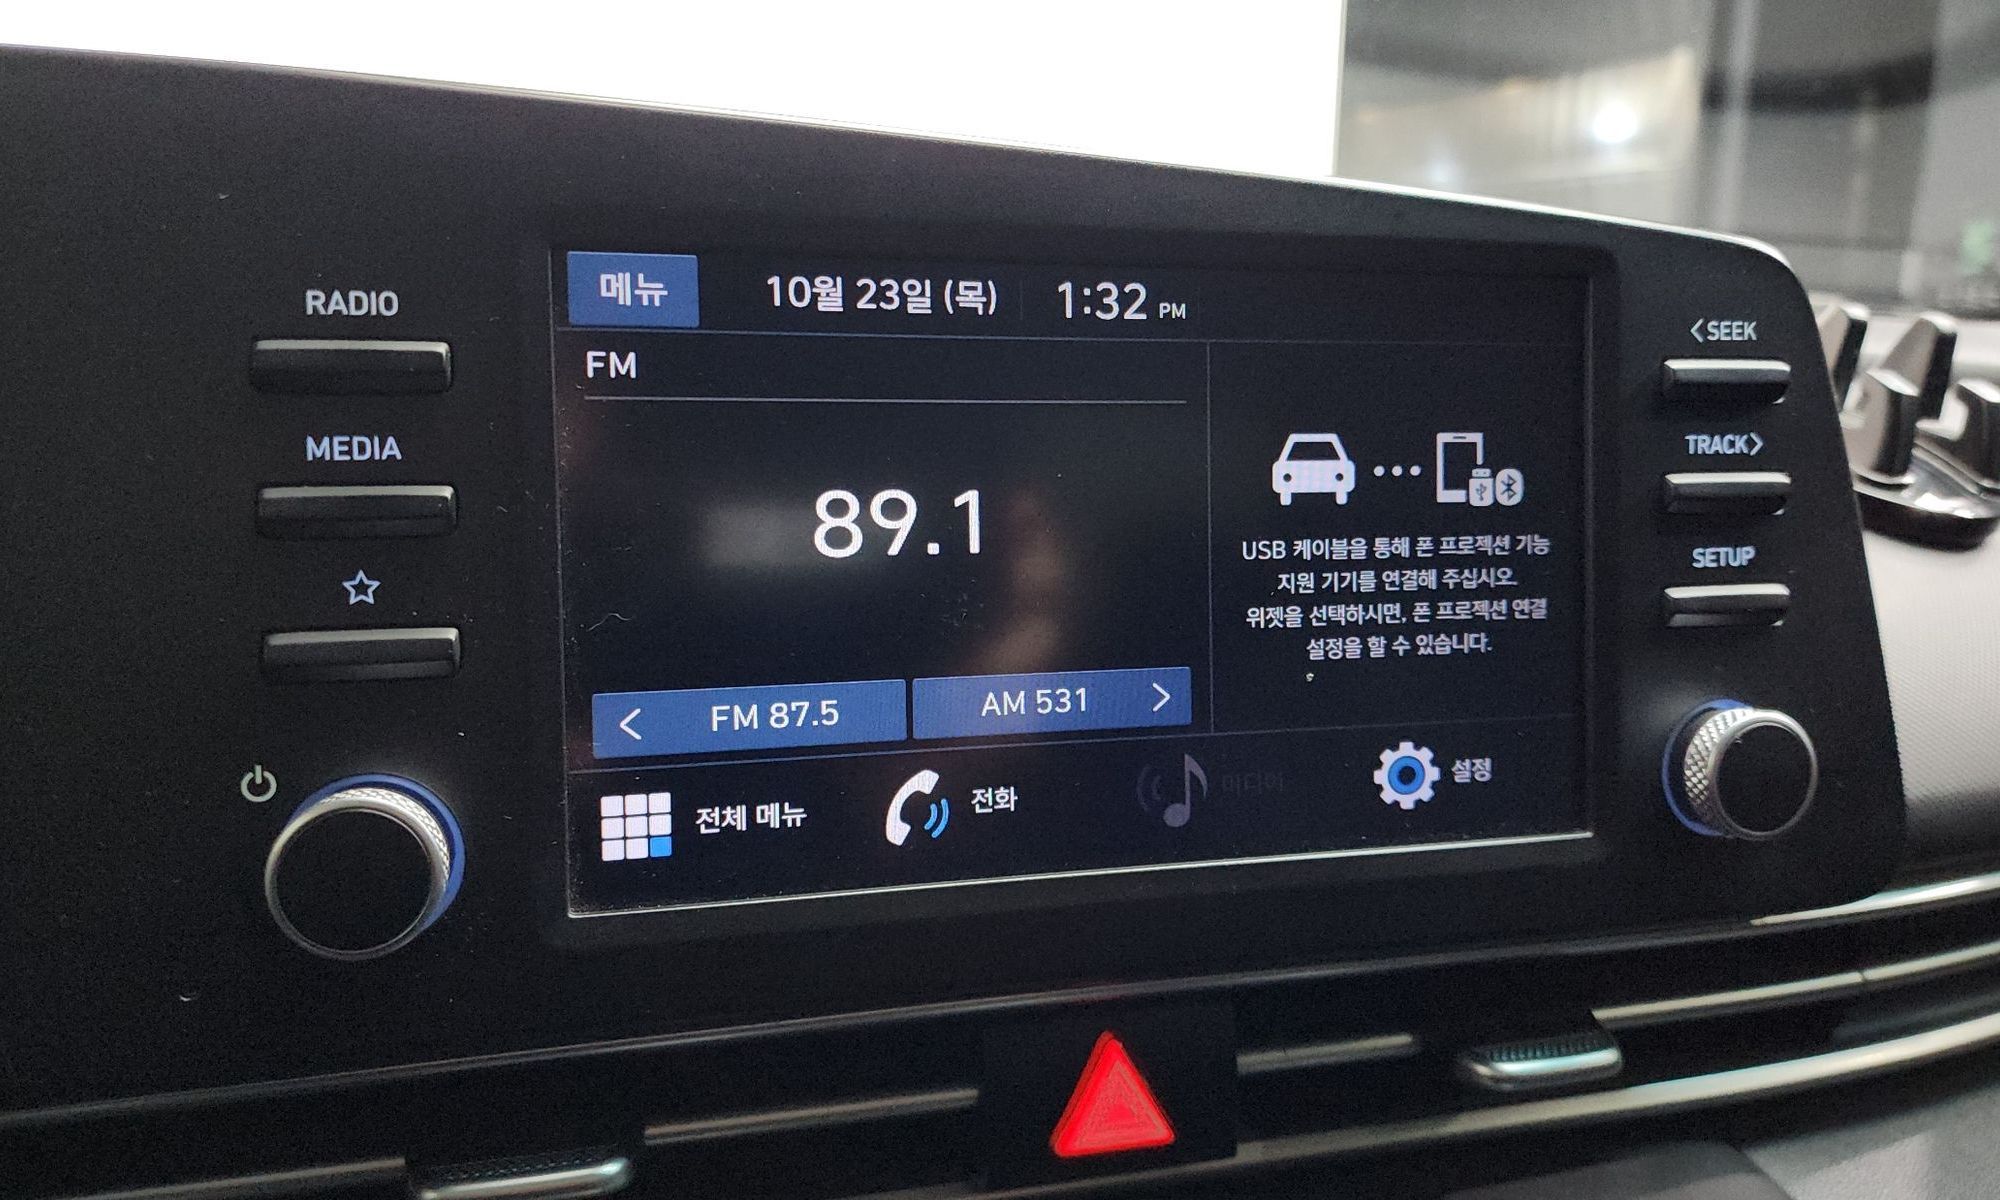 RADIO
MEDIA
메뉴
10월 23일 (목)
1:32 PM
FM
89.1
FM 87.5
AM 531
USB 케이블을 통해 폰 프로젝션 기능
지원 기기를 연결해 주십시오.
위젯을 선택하시면, 폰 프로젝션 연결
설정을 할 수 있습니다.
전체 메뉴
전화
미디어
설정
<SEEK
TRACK>
SETUP